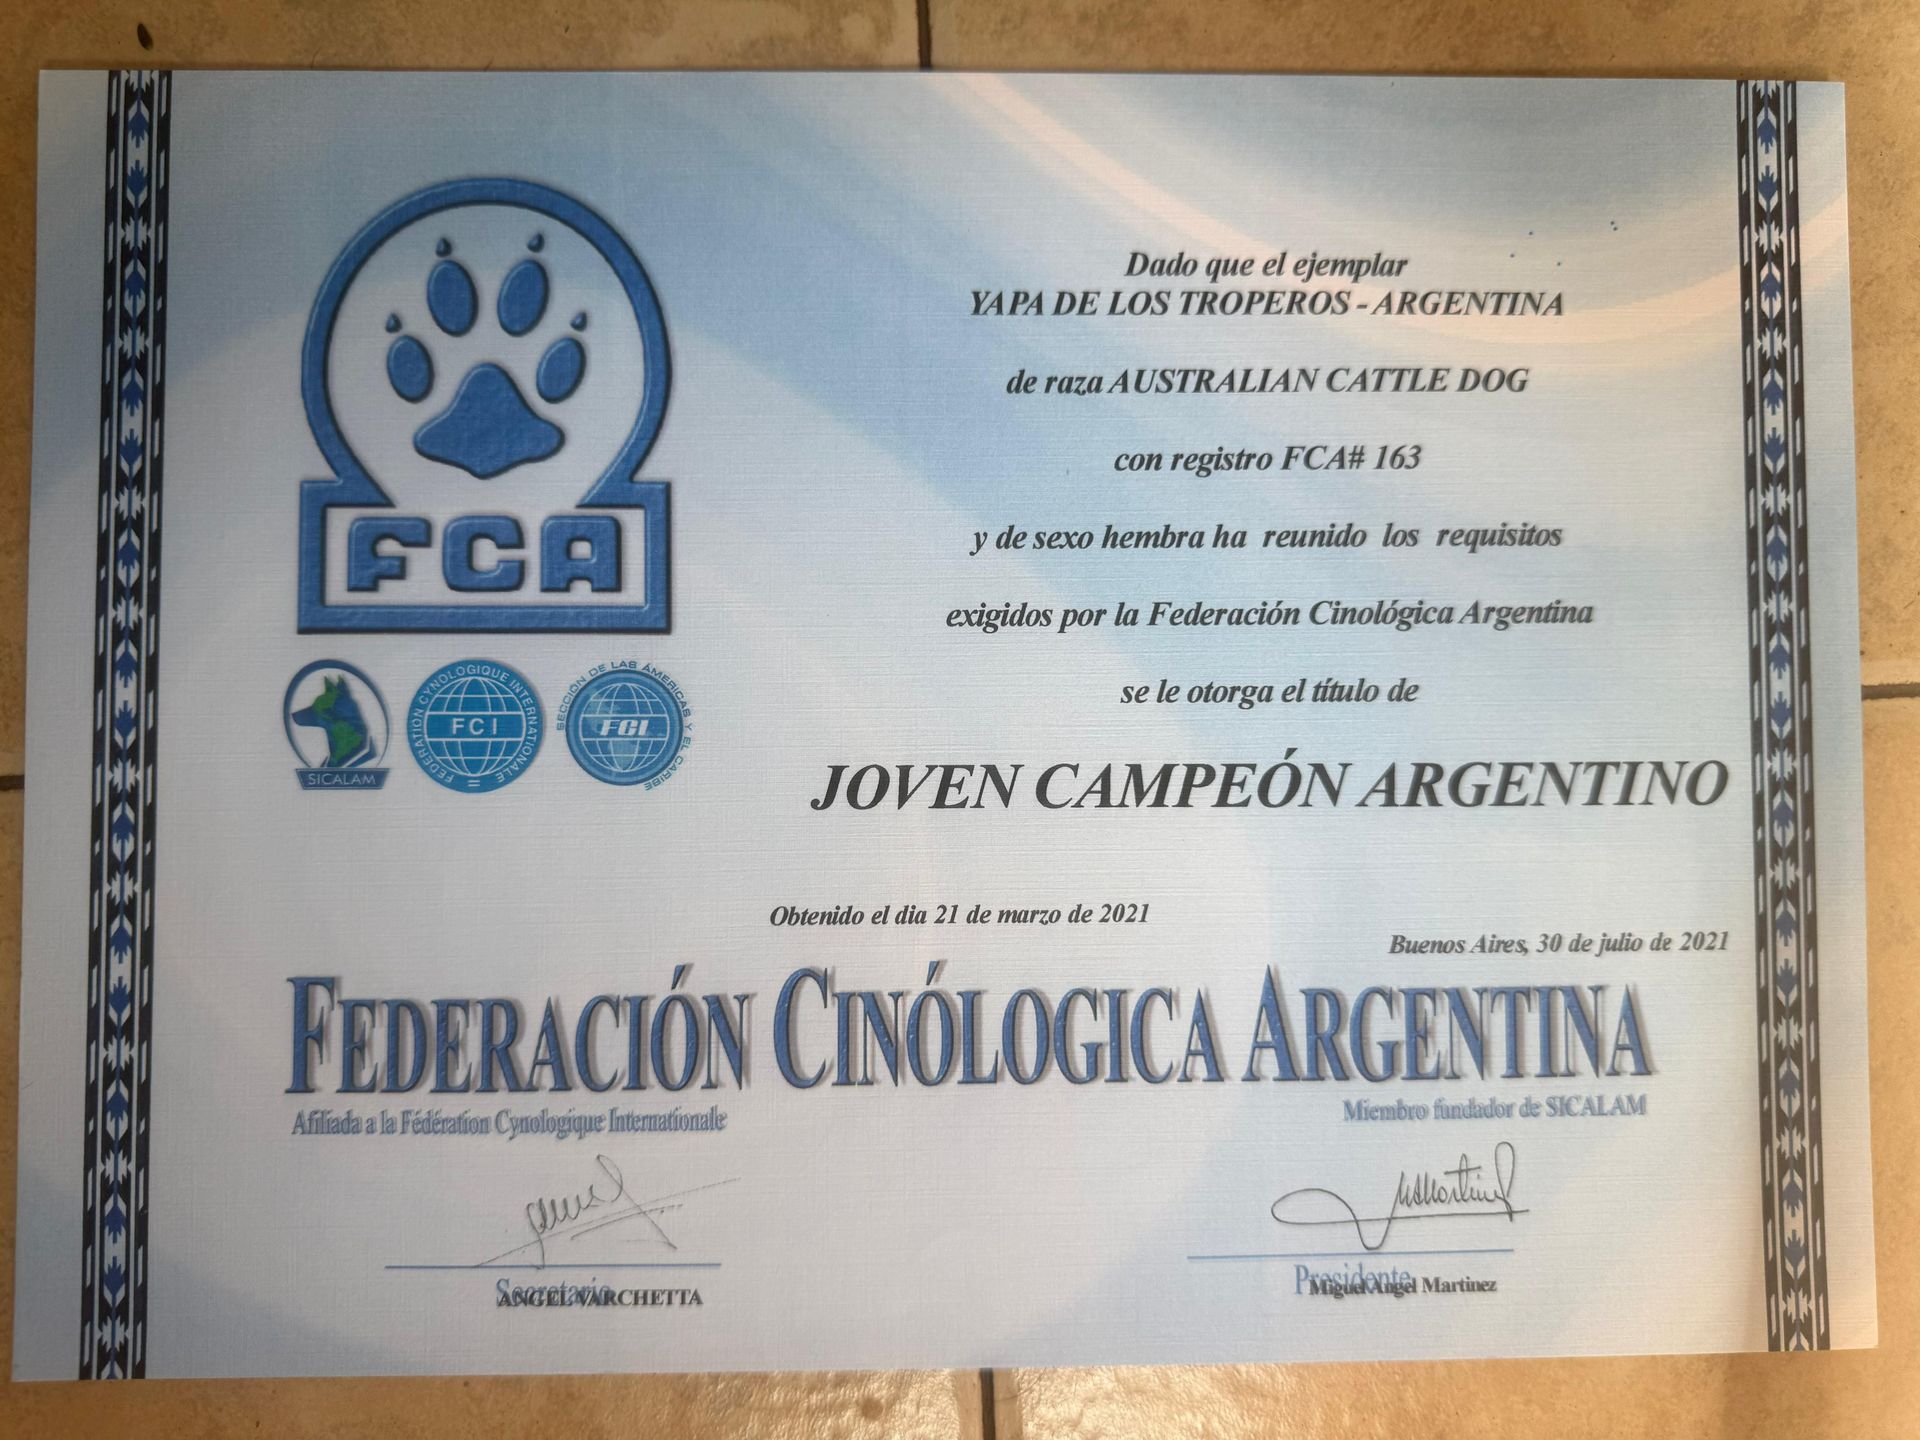 Dado que el ejemplar
YAPA DE LOS TROPEROS - ARGENTINA
de raza AUSTRALIAN CATTLE DOG
con registro FCA# 163
y de sexo hembra ha reunido los requisitos
exigidos por la Federación Cinológica Argentina
se le otorga el título de
JOVEN CAMPEÓN ARGENTINO
FCA
SICALAM
FEDERATION CYNOLOGIQUE INTERNATIONALE
FCI
SECCIÓN DE LAS ÁMERICAS Y EL CARIBE
FCI
Obtenido el dia 21 de marzo de 2021
Buenos Aires, 30 de julio de 2021
FEDERACIÓN CINÓLOGICA ARGENTINA
Afiliada a la Fédération Cynologique Internationale
Miembro fundador de SICALAM
Secretario
ANGEL VARCHETTA
Presidente
Miguel Angel Martinez